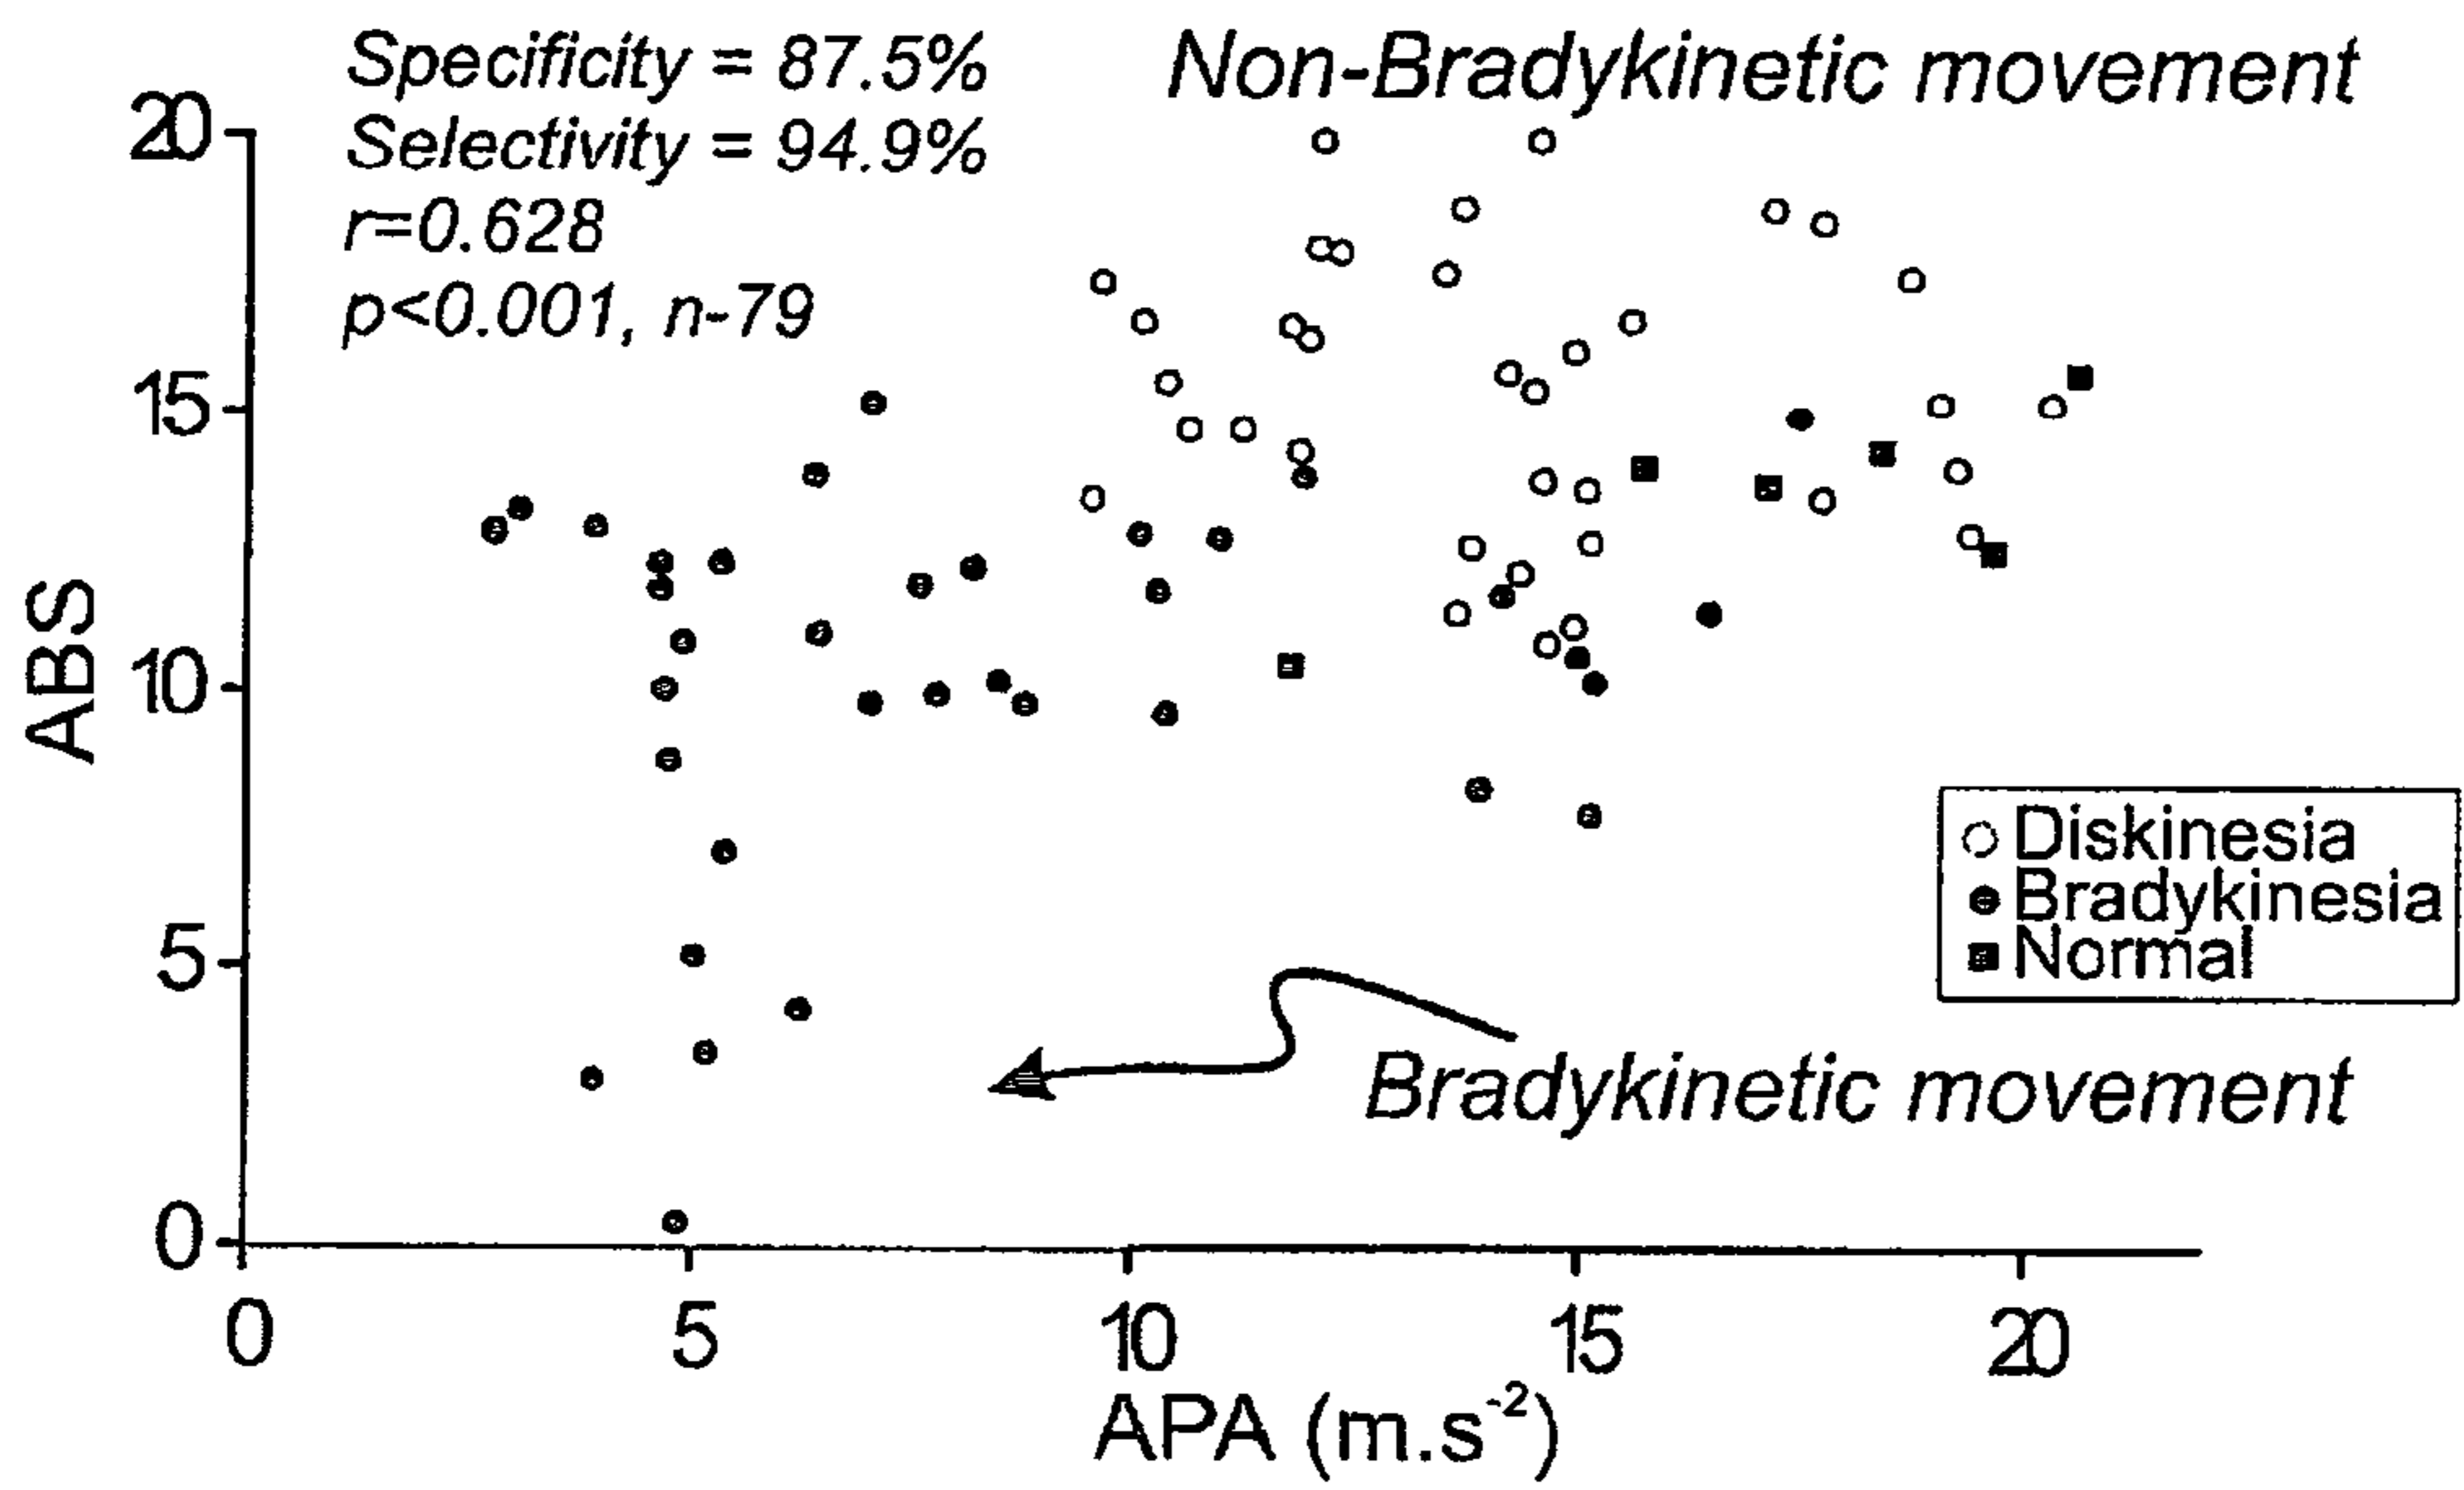 Specificity = 87.5%
Selectivity = 94.9%
r=0.628
p<0.001, n-79
Non-Bradykinetic movement
20
15
10
5
0
ABS
Diskinesia
Bradykinesia
Normal
Bradykinetic movement
0
5
10
15
20
APA (m.s⁻²)